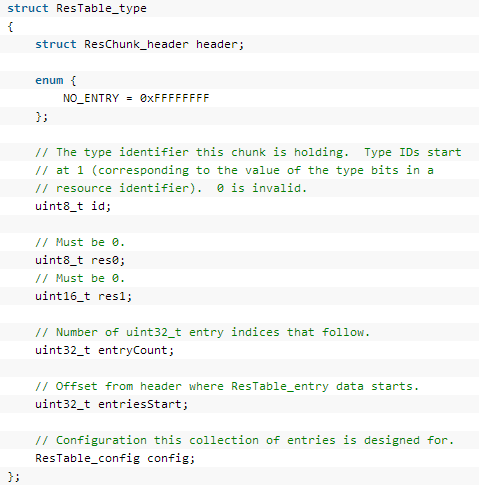 struct ResTable_type
{
    struct ResChunk_header header;

    enum {
        NO_ENTRY = 0xFFFFFFFF
    };

    // The type identifier this chunk is holding.  Type IDs start
    // at 1 (corresponding to the value of the type bits in a
    // resource identifier).  0 is invalid.
    uint8_t id;

    // Must be 0.
    uint8_t res0;
    // Must be 0.
    uint16_t res1;

    // Number of uint32_t entry indices that follow.
    uint32_t entryCount;

    // Offset from header where ResTable_entry data starts.
    uint32_t entriesStart;

    // Configuration this collection of entries is designed for.
    ResTable_config config;
};